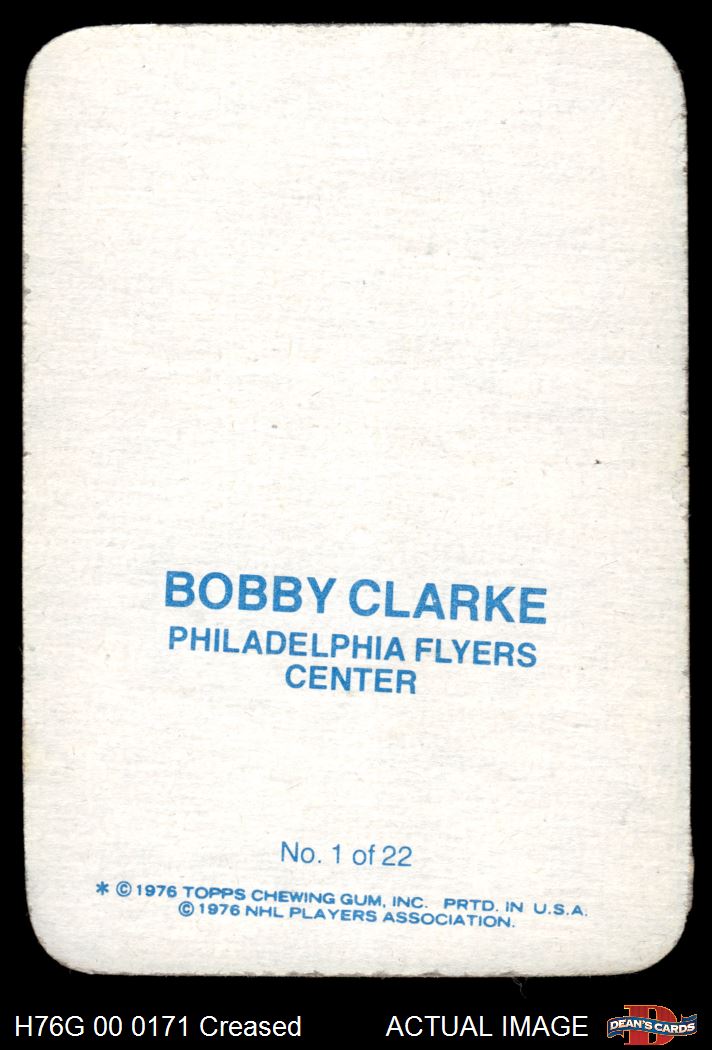 BOBBY CLARKE
PHILADELPHIA FLYERS
CENTER
No. 1 of 22
* © 1976 TOPPS CHEWING GUM, INC. PRTD. IN U.S.A.
© 1976 NHL PLAYERS ASSOCIATION.
H76G 00 0171 Creased ACTUAL IMAGE
D
DEAN'S CARDS